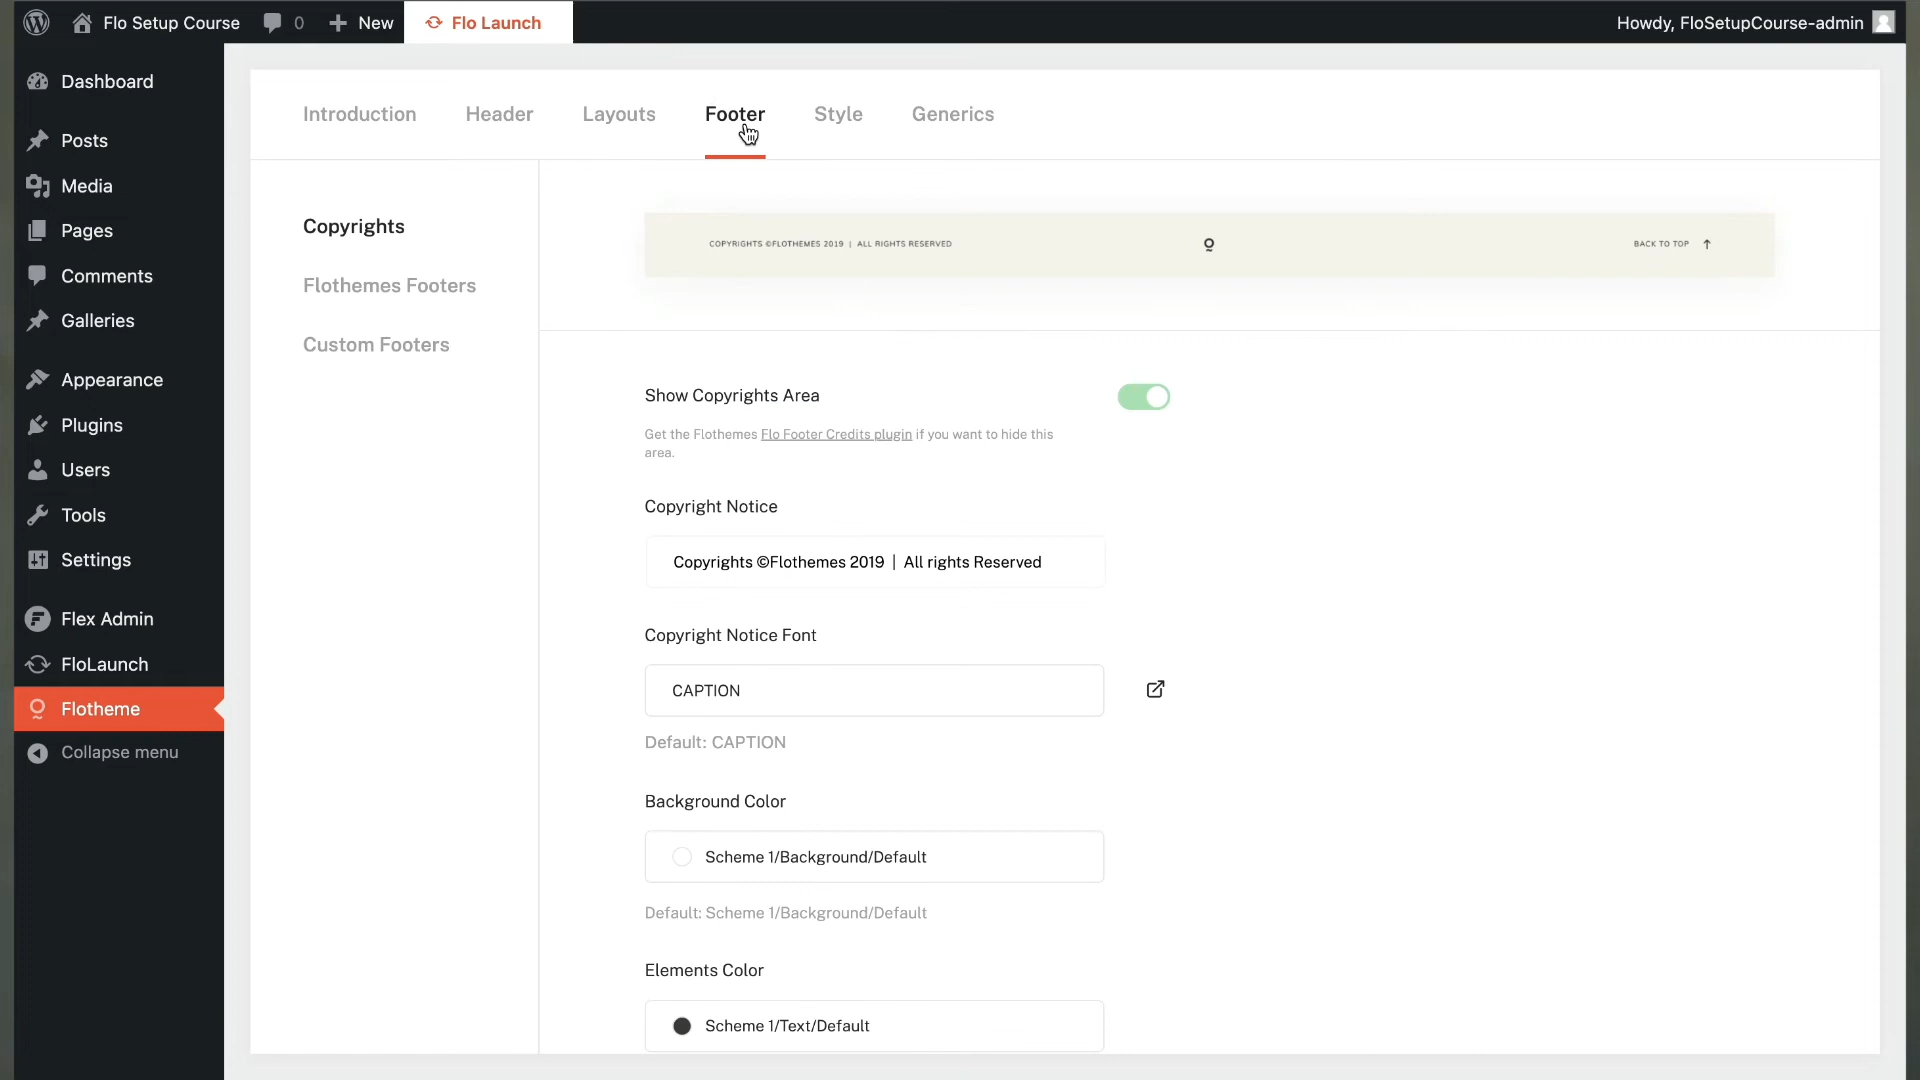 Flo Setup Course
0
New
Flo Launch
Howdy, FloSetupCourse-admin
Dashboard
Posts
Media
Pages
Comments
Galleries
Appearance
Plugins
Users
Tools
Settings
Flex Admin
FloLaunch
Flotheme
Collapse menu
Introduction
Header
Layouts
Footer
Style
Generics
Copyrights
Flothemes Footers
Custom Footers
COPYRIGHTS ©FLOTHEMES 2019 | ALL RIGHTS RESERVED
BACK TO TOP ↑
Show Copyrights Area
Get the Flothemes Flo Footer Credits plugin if you want to hide this
area.
Copyright Notice
Copyrights ©Flothemes 2019 | All rights Reserved
Copyright Notice Font
CAPTION
Default: CAPTION
Background Color
Scheme 1/Background/Default
Default: Scheme 1/Background/Default
Elements Color
Scheme 1/Text/Default